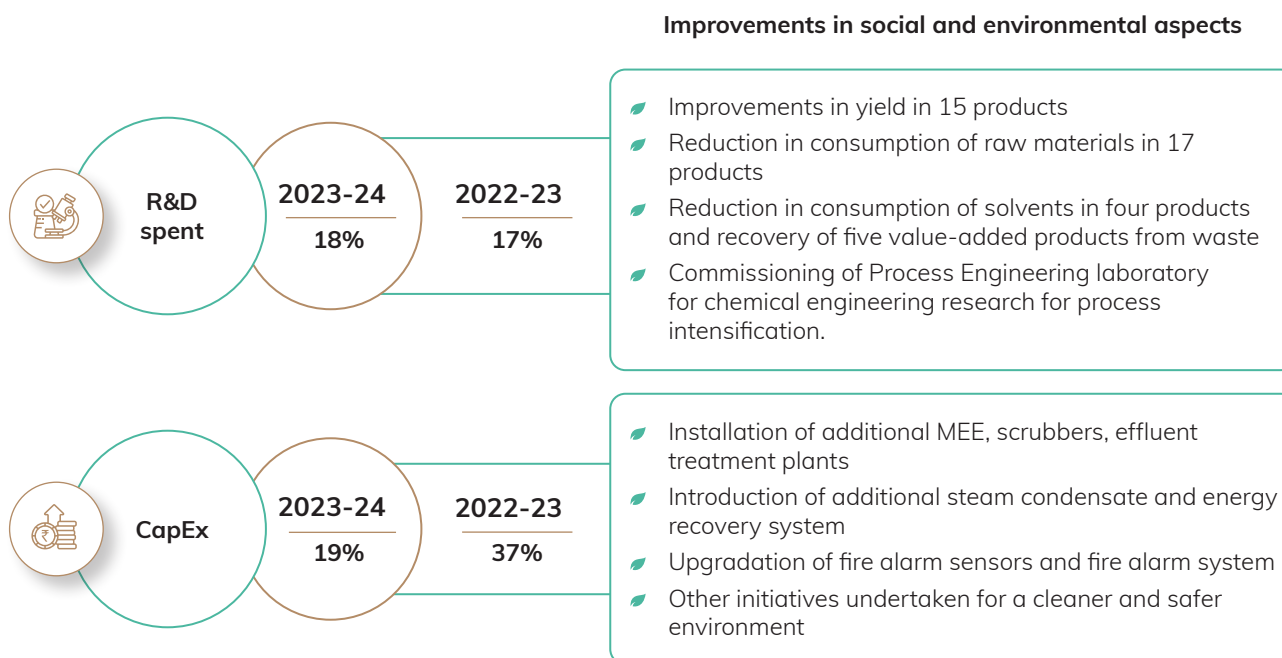 Improvements in social and environmental aspects
R&D
spent
2023-24
18%
2022-23
17%
Improvements in yield in 15 products
Reduction in consumption of raw materials in 17
products
Reduction in consumption of solvents in four products
and recovery of five value-added products from waste
Commissioning of Process Engineering laboratory
for chemical engineering research for process
intensification.
CapEx
2023-24
19%
2022-23
37%
Installation of additional MEE, scrubbers, effluent
treatment plants
Introduction of additional steam condensate and energy
recovery system
Upgradation of fire alarm sensors and fire alarm system
Other initiatives undertaken for a cleaner and safer
environment